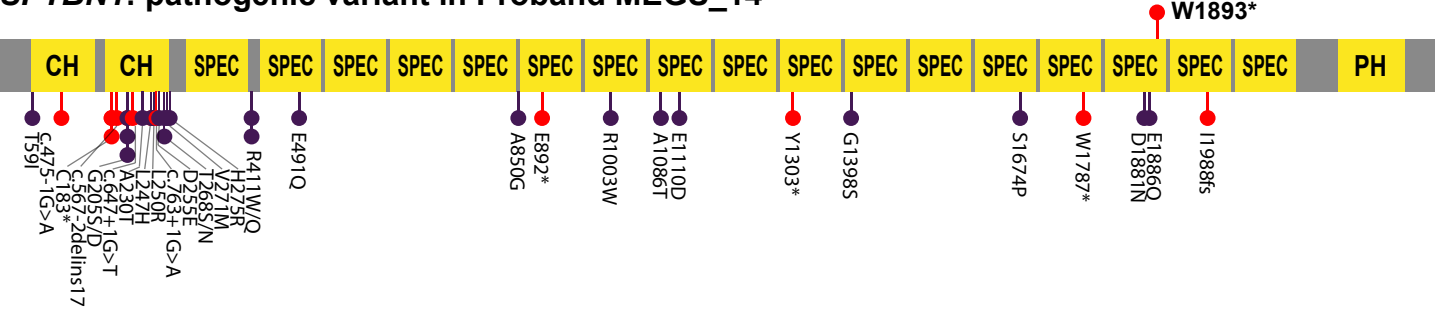 SPTBN1: pathogenic variant in Proband MEGS_14
W1893*
CH CH SPEC SPEC SPEC SPEC SPEC SPEC SPEC SPEC SPEC SPEC SPEC SPEC SPEC SPEC SPEC SPEC SPEC PH
T59I
c.475-1G>A
C183*
c.567-2delins17
G205S/D
c.647+1G>T
A230T
L247H
L250R
c.763+1G>A
D255E
T268S/N
V271M
H275R
R411W/Q
E491Q
A850G
E892*
R1003W
A1086T
E1110D
Y1303*
G1398S
S1674P
W1787*
D1881N
E1886Q
I1988fs